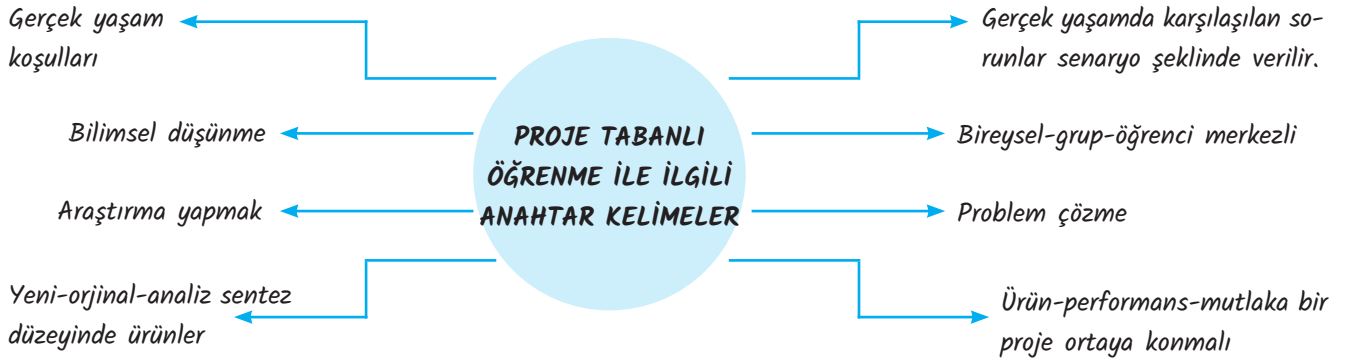 Gerçek yaşam
koşulları
Bilimsel düşünme
Araştırma yapmak
Yeni-orjinal-analiz sentez
düzeyinde ürünler
PROJE TABANLI
ÖĞRENME İLE İLGİLİ
ANAHTAR KELİMELER
Gerçek yaşamda karşılaşılan so-
runlar senaryo şeklinde verilir.
Bireysel-grup-öğrenci merkezli
Problem çözme
Ürün-performans-mutlaka bir
proje ortaya konmalı